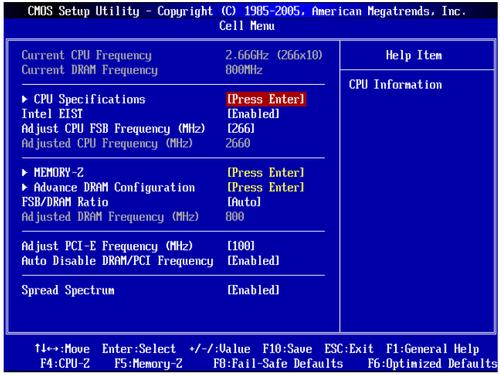 CMOS Setup Utility - Copyright (C) 1985-2005, American Megatrends, Inc.
Cell Menu
Current CPU Frequency 2.66GHz (266x10)
Current DRAM Frequency 800MHz
Help Item
CPU Information
▶ CPU Specifications [Press Enter]
Intel EIST [Enabled]
Adjust CPU FSB Frequency (MHz) [266]
Adjusted CPU Frequency (MHz) 2660
▶ MEMORY-Z [Press Enter]
▶ Advance DRAM Configuration [Press Enter]
FSB/DRAM Ratio [Auto]
Adjusted DRAM Frequency (MHz) 800
Adjust PCI-E Frequency (MHz) [100]
Auto Disable DRAM/PCI Frequency [Enabled]
Spread Spectrum [Enabled]
↑↓↔:Move Enter:Select +/-/:Value F10:Save ESC:Exit F1:General Help
F4:CPU-Z F5:Memory-Z F8:Fail-Safe Defaults F6:Optimized Defaults